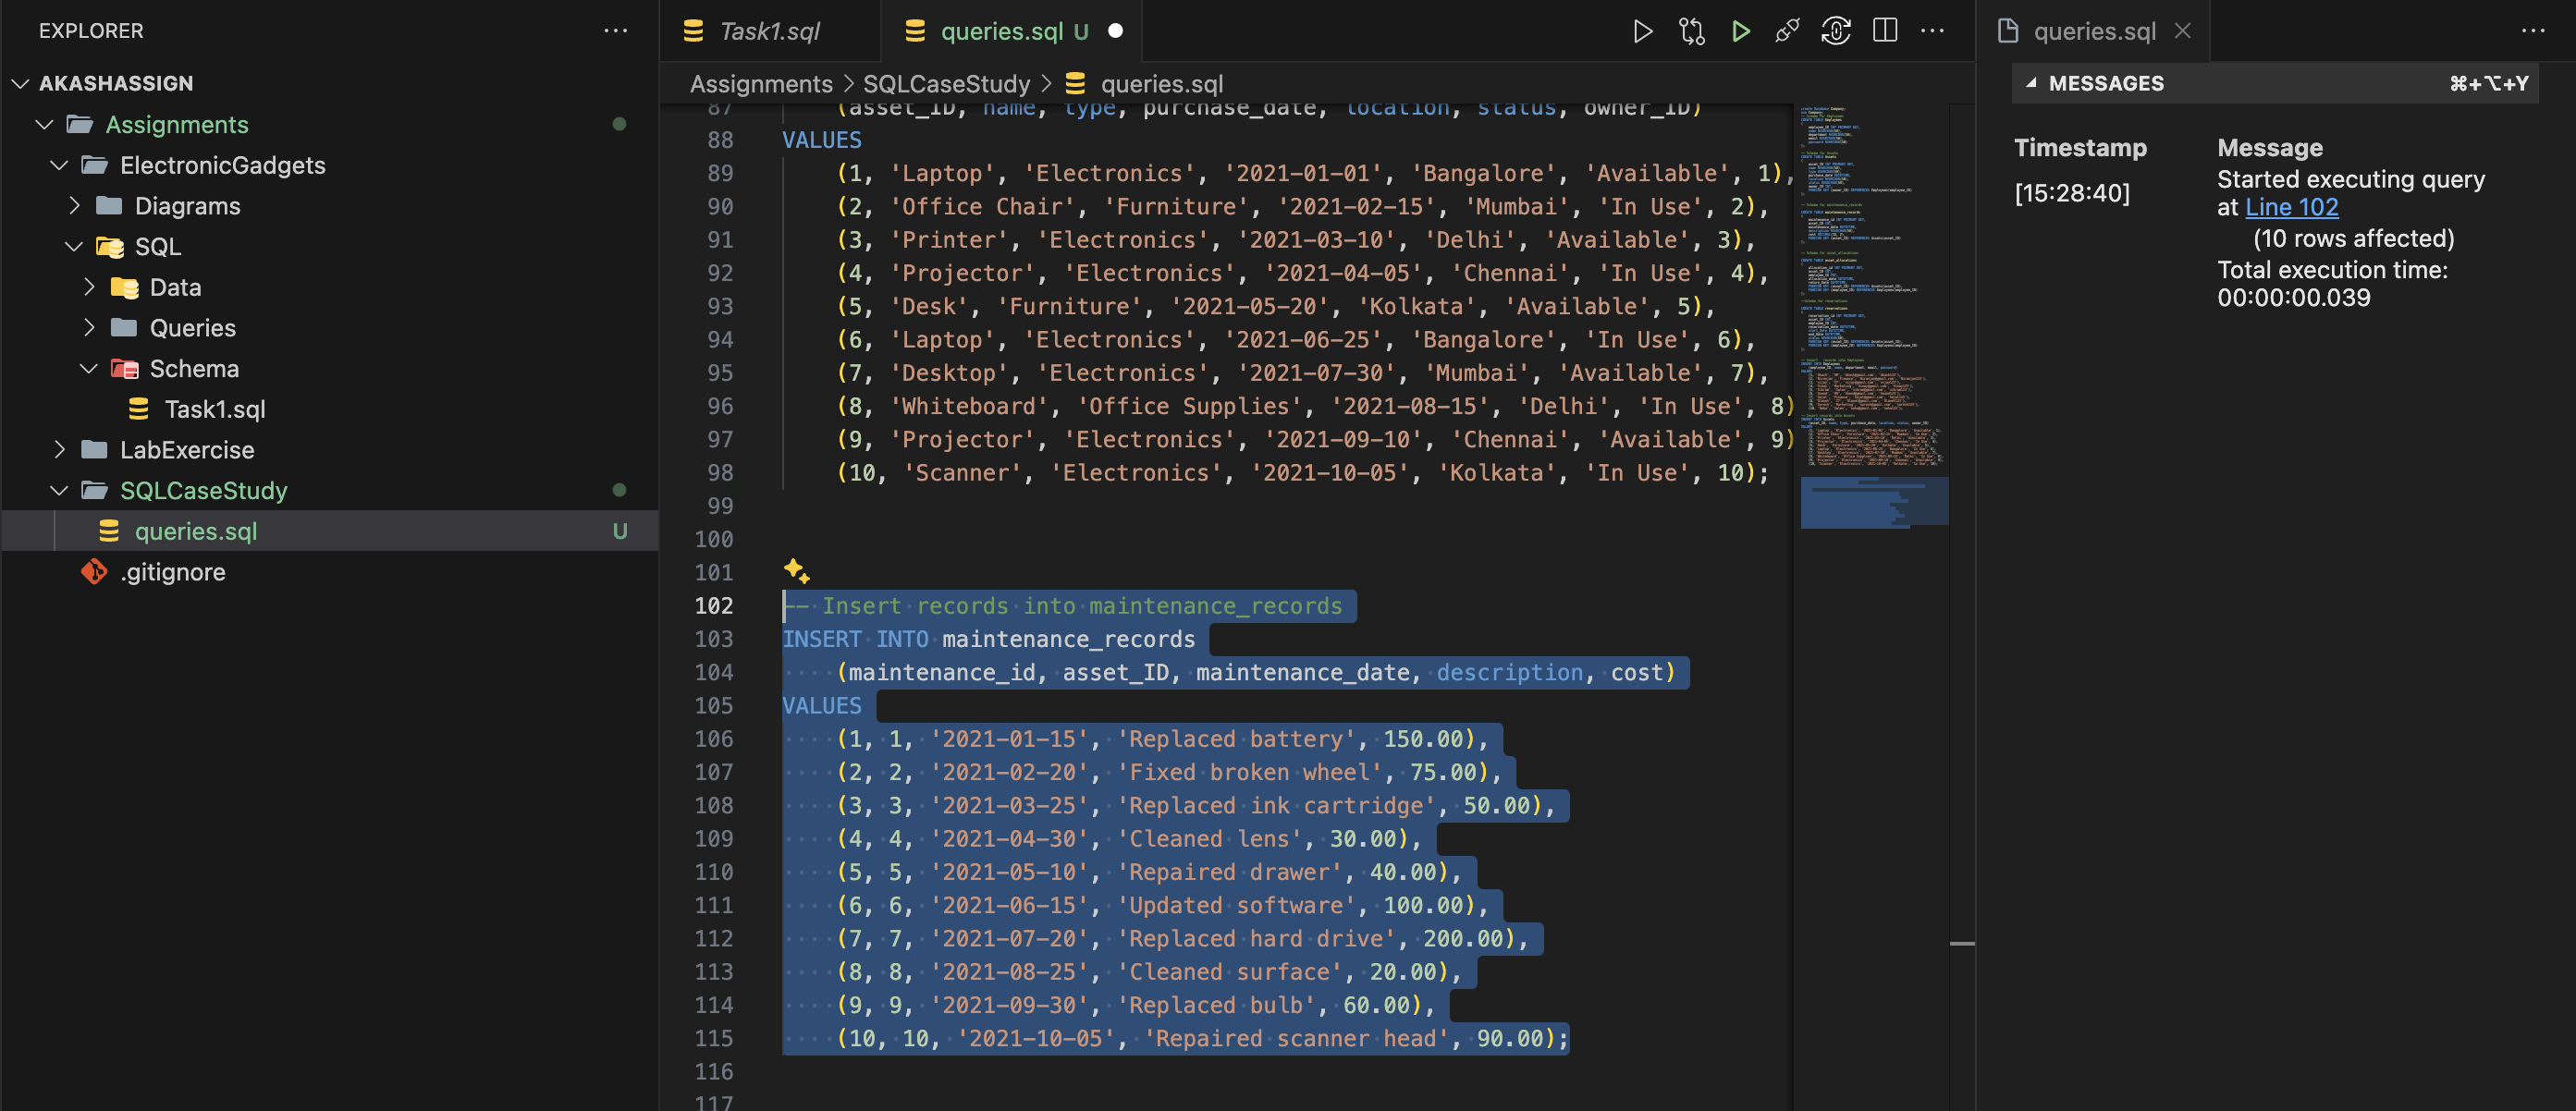 EXPLORER
AKASHASSIGN
Assignments
ElectronicGadgets
Diagrams
SQL
Data
Queries
Schema
Task1.sql
LabExercise
SQLCaseStudy
queries.sql U
.gitignore
Task1.sql
queries.sql U
Assignments > SQLCaseStudy > queries.sql
87 (asset_ID, name, type, purchase_date, location, status, owner_ID)
88 VALUES
89 (1, 'Laptop', 'Electronics', '2021-01-01', 'Bangalore', 'Available', 1),
90 (2, 'Office Chair', 'Furniture', '2021-02-15', 'Mumbai', 'In Use', 2),
91 (3, 'Printer', 'Electronics', '2021-03-10', 'Delhi', 'Available', 3),
92 (4, 'Projector', 'Electronics', '2021-04-05', 'Chennai', 'In Use', 4),
93 (5, 'Desk', 'Furniture', '2021-05-20', 'Kolkata', 'Available', 5),
94 (6, 'Laptop', 'Electronics', '2021-06-25', 'Bangalore', 'In Use', 6),
95 (7, 'Desktop', 'Electronics', '2021-07-30', 'Mumbai', 'Available', 7),
96 (8, 'Whiteboard', 'Office Supplies', '2021-08-15', 'Delhi', 'In Use', 8)
97 (9, 'Projector', 'Electronics', '2021-09-10', 'Chennai', 'Available', 9)
98 (10, 'Scanner', 'Electronics', '2021-10-05', 'Kolkata', 'In Use', 10);
99
100
101
102 -- Insert records into maintenance_records
103 INSERT INTO maintenance_records
104 (maintenance_id, asset_ID, maintenance_date, description, cost)
105 VALUES
106 (1, 1, '2021-01-15', 'Replaced battery', 150.00),
107 (2, 2, '2021-02-20', 'Fixed broken wheel', 75.00),
108 (3, 3, '2021-03-25', 'Replaced ink cartridge', 50.00),
109 (4, 4, '2021-04-30', 'Cleaned lens', 30.00),
110 (5, 5, '2021-05-10', 'Repaired drawer', 40.00),
111 (6, 6, '2021-06-15', 'Updated software', 100.00),
112 (7, 7, '2021-07-20', 'Replaced hard drive', 200.00),
113 (8, 8, '2021-08-25', 'Cleaned surface', 20.00),
114 (9, 9, '2021-09-30', 'Replaced bulb', 60.00),
115 (10, 10, '2021-10-05', 'Repaired scanner head', 90.00);
116
117
queries.sql
MESSAGES ⌘+⌥+Y
Timestamp Message
[15:28:40] Started executing query
at Line 102
(10 rows affected)
Total execution time:
00:00:00.039